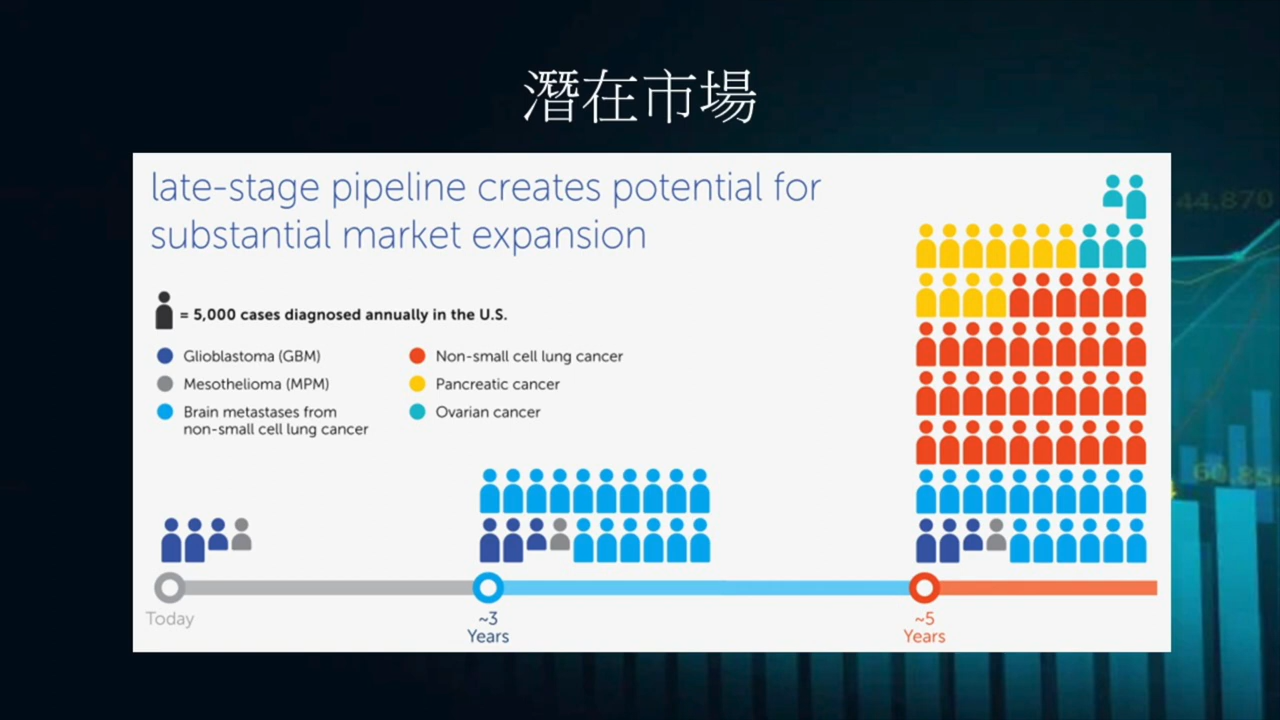 潛在市場
late-stage pipeline creates potential for
substantial market expansion
= 5,000 cases diagnosed annually in the U.S.
Glioblastoma (GBM)
Mesothelioma (MPM)
Brain metastases from
non-small cell lung cancer
Non-small cell lung cancer
Pancreatic cancer
Ovarian cancer
Today
~3
Years
~5
Years
44,870